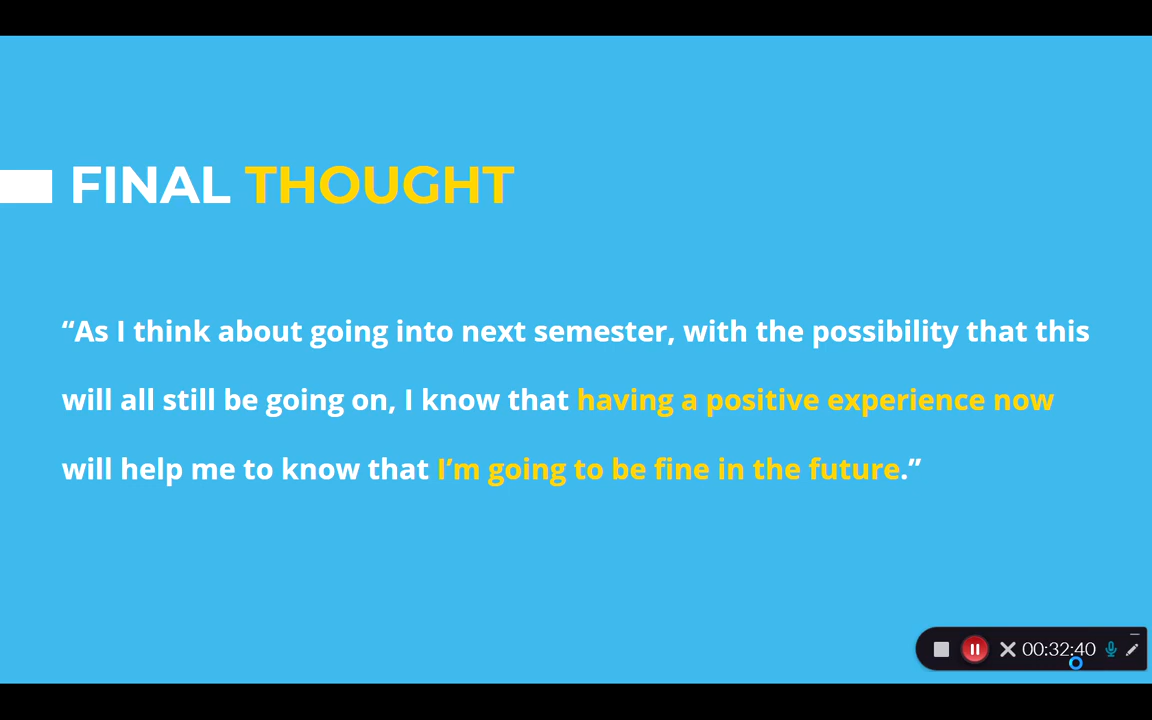 FINAL THOUGHT
“As I think about going into next semester, with the possibility that this
will all still be going on, I know that having a positive experience now
will help me to know that I’m going to be fine in the future.”
00:32:40